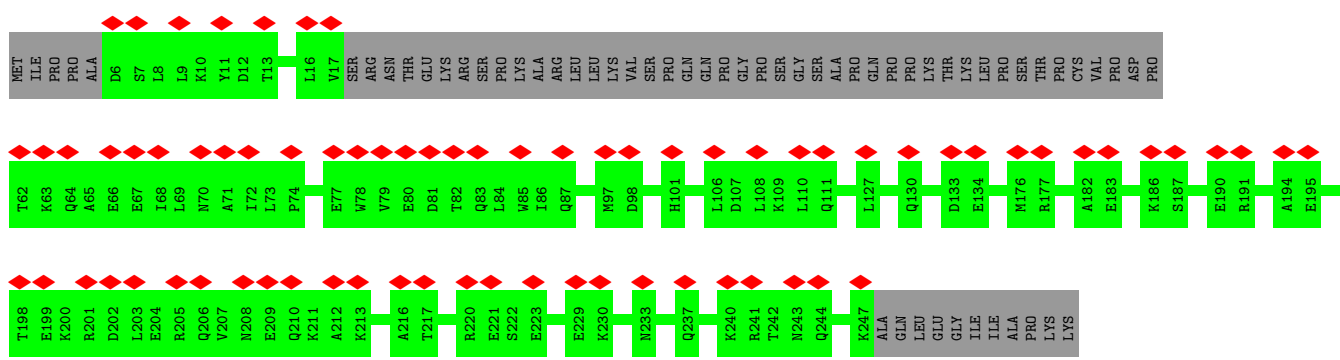 MET ILE PRO PRO ALA D6 S7 L8 L9 K10 Y11 D12 T13 L16 V17 SER ARG ASN THR GLU LYS ARG SER PRO LYS ALA ARG LEU LEU LYS VAL SER PRO GLN GLN PRO GLY PRO SER GLY SER ALA PRO GLN PRO PRO LYS THR LYS LEU PRO SER THR PRO CYS VAL PRO ASP PRO
T62 K63 Q64 A65 E66 E67 I68 L69 N70 A71 I72 L73 P74 E77 W78 V79 E80 D81 T82 Q83 L84 W85 I86 Q87 M97 D98 H101 L106 D107 L108 K109 L110 Q111 L127 Q130 D133 E134 M176 R177 A182 E183 K186 S187 E190 R191 A194 E195
T198 E199 K200 R201 D202 L203 E204 R205 Q206 V207 N208 E209 Q210 K211 A212 K213 A216 T217 R220 E221 S222 E223 E229 K230 N233 Q237 K240 R241 T242 N243 Q244 K247 ALA GLN LEU GLU GLY ILE ILE ALA PRO LYS LYS